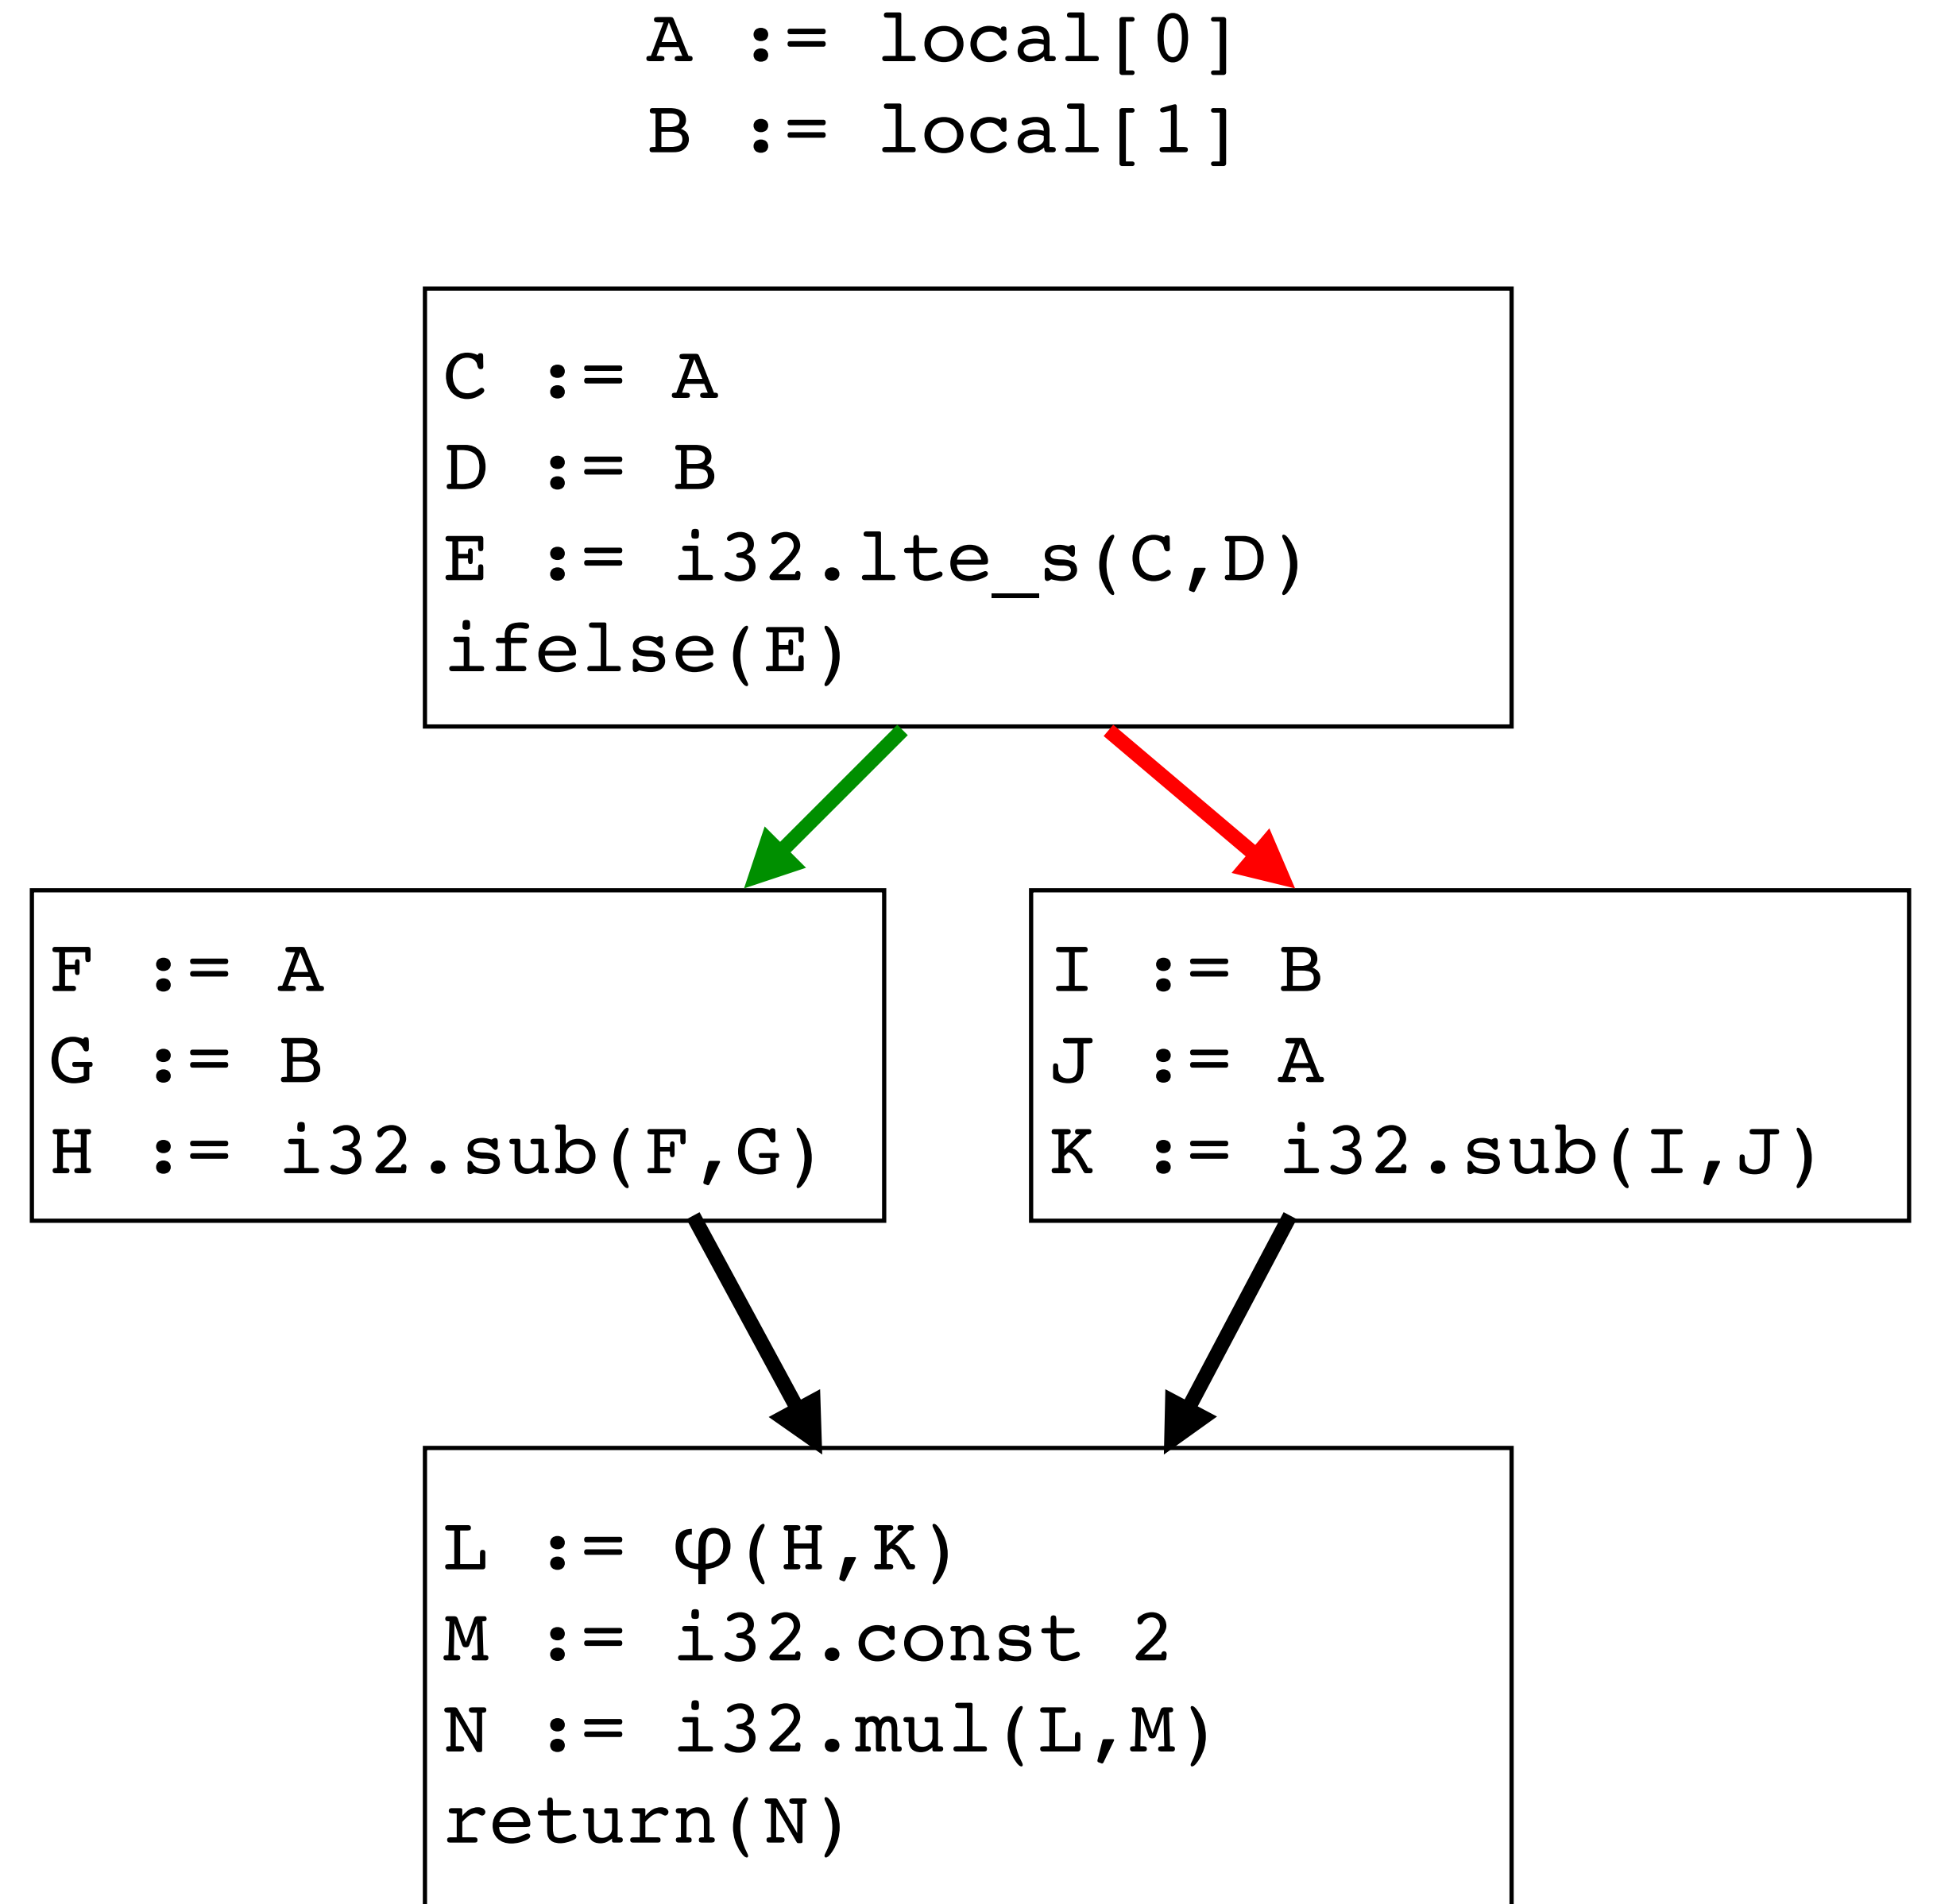 A := local[0]
B := local[1]
C := A
D := B
E := i32.lte_s(C,D)
ifelse(E)
F := A
G := B
H := i32.sub(F,G)
I := B
J := A
K := i32.sub(I,J)
L := φ(H,K)
M := i32.const 2
N := i32.mul(L,M)
return(N)